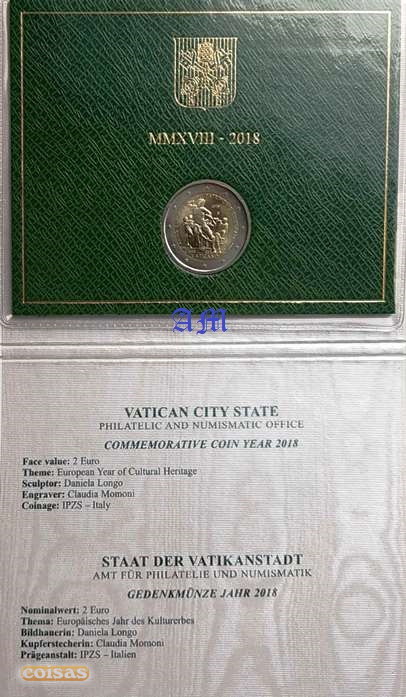 MMXVIII - 2018
AM
VATICAN CITY STATE
PHILATELIC AND NUMISMATIC OFFICE
COMMEMORATIVE COIN YEAR 2018
Face value: 2 Euro
Theme: European Year of Cultural Heritage
Sculptor: Daniela Longo
Engraver: Claudia Momoni
Coinage: IPZS – Italy
STAAT DER VATIKANSTADT
AMT FÜR PHILATELIE UND NUMISMATIK
GEDENKMÜNZE JAHR 2018
Nominalwert: 2 Euro
Thema: Europäisches Jahr des Kulturerbes
Bildhauerin: Daniela Longo
Kupferstecherin: Claudia Momoni
Prägeanstalt: IPZS – Italien
coisas